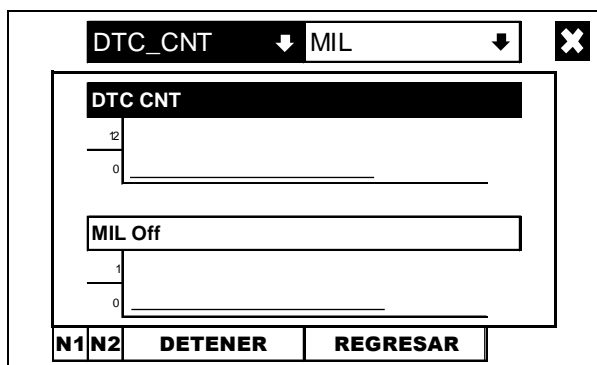 DTC_CNT MIL
DTC CNT
12
0
MIL Off
1
0
N1 N2 DETENER REGRESAR